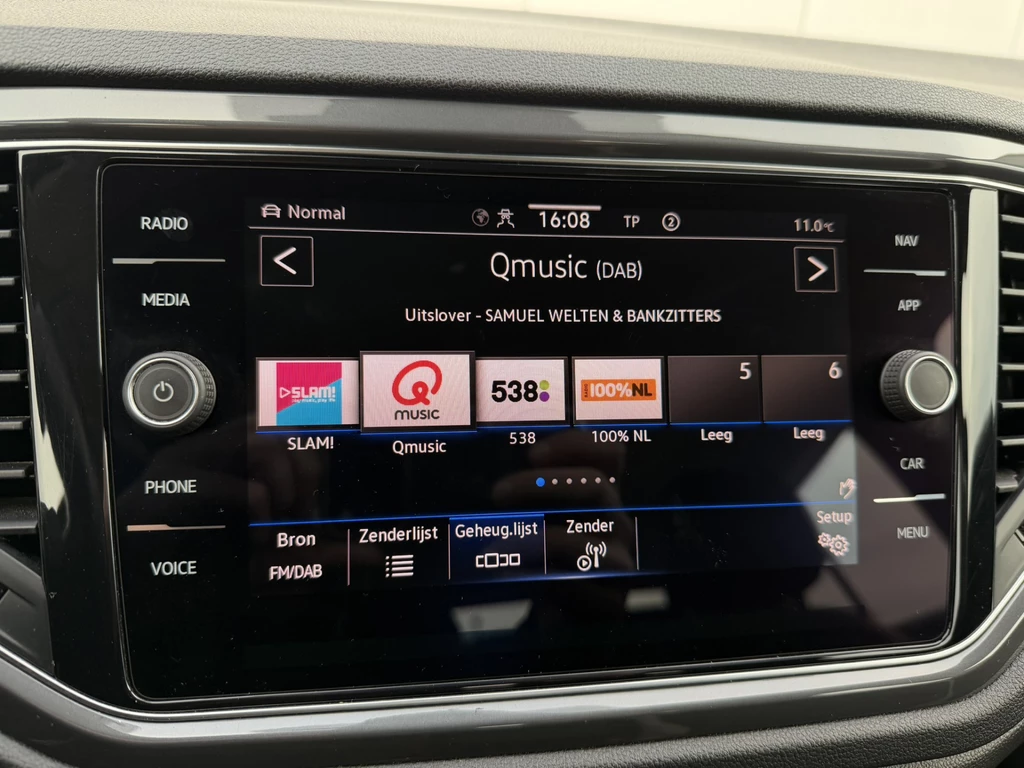 RADIO
MEDIA
PHONE
VOICE
Normal
16:08
TP
2
11.0°C
Qmusic (DAB)
Uitslover - SAMUEL WELTEN & BANKZITTERS
SLAM!
MUSIC
538
100%NL
5
6
SLAM!
Qmusic
538
100% NL
Leeg
Leeg
Bron
FM/DAB
Zenderlijst
Geheug.lijst
Zender
Setup
NAV
APP
CAR
MENU